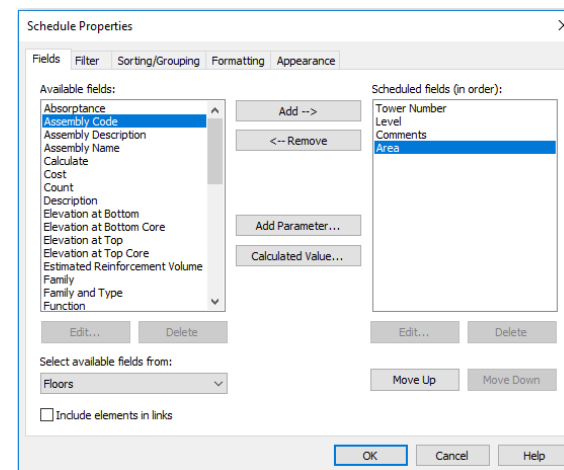 Schedule Properties
Fields Filter Sorting/Grouping Formatting Appearance
Available fields:
Absorptance
Assembly Code
Assembly Description
Assembly Name
Calculate
Cost
Count
Description
Elevation at Bottom
Elevation at Bottom Core
Elevation at Top
Elevation at Top Core
Estimated Reinforcement Volume
Family
Family and Type
Function
Add -->
<-- Remove
Add Parameter...
Calculated Value...
Scheduled fields (in order):
Tower Number
Level
Comments
Area
Edit... Delete
Edit... Delete
Select available fields from:
Floors
Move Up Move Down
Include elements in links
OK Cancel Help